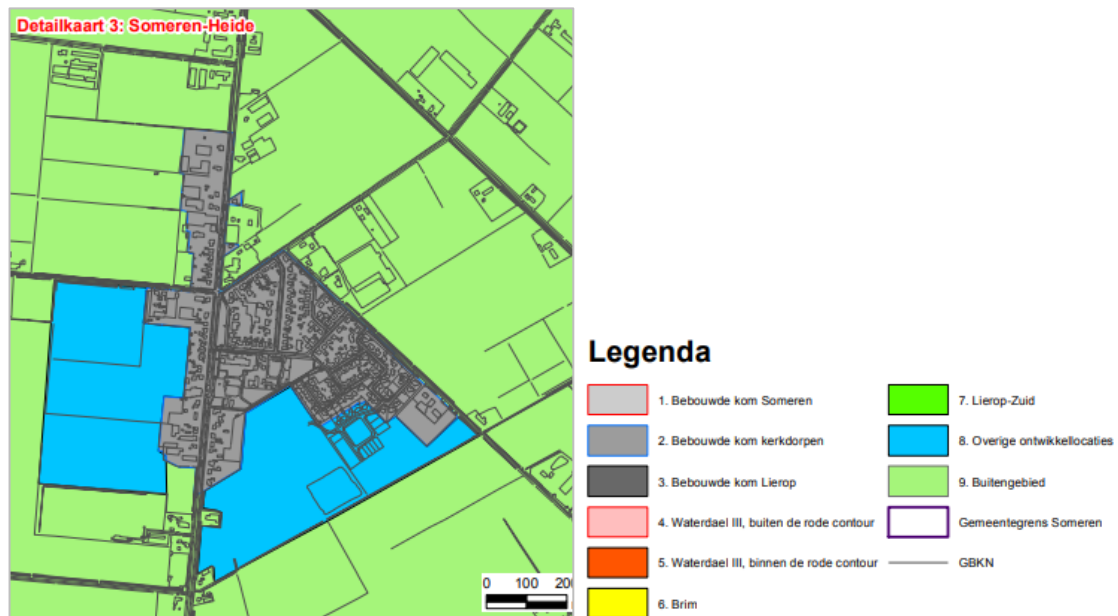 Detailkaart 3: Someren-Heide
0 100
Legenda
1. Bebouwde kom Someren
2. Bebouwde kom kerkdorpen
3. Bebouwde kom Lierop
4. Waterdael III, buiten de rode contour
5. Waterdael III, binnen de rode contour
6. Brim
7. Lierop-Zuid
8. Overige ontwikkellocaties
9. Buitengebied
Gemeentegrens Someren
GBKN